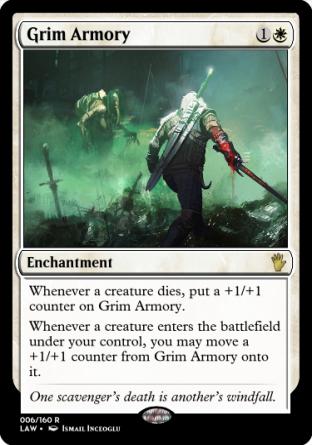 Grim Armory
1
Enchantment
Whenever a creature dies, put a +1/+1
counter on Grim Armory.
Whenever a creature enters the battlefield
under your control, you may move a
+1/+1 counter from Grim Armory onto
it.
One scavenger's death is another's windfall.
006/160 R
LAW • Ismail Inceoglu